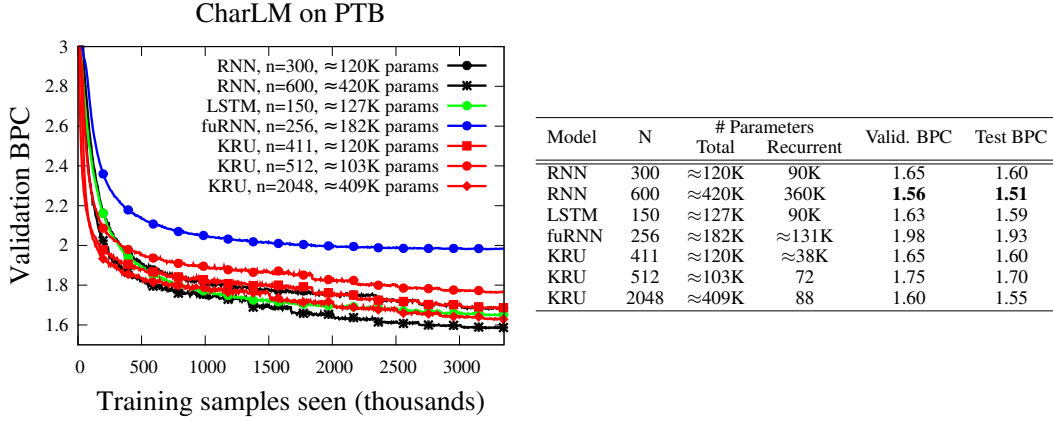 CharLM on PTB
Validation BPC
3
2.8
2.6
2.4
2.2
2
1.8
1.6
RNN, n=300, ≈120K params
RNN, n=600, ≈420K params
LSTM, n=150, ≈127K params
fuRNN, n=256, ≈182K params
KRU, n=411, ≈120K params
KRU, n=512, ≈103K params
KRU, n=2048, ≈409K params
0 500 1000 1500 2000 2500 3000
Training samples seen (thousands)
Model N # Parameters Valid. BPC Test BPC
Total Recurrent
RNN 300 ≈120K 90K 1.65 1.60
RNN 600 ≈420K 360K 1.56 1.51
LSTM 150 ≈127K 90K 1.63 1.59
fuRNN 256 ≈182K ≈131K 1.98 1.93
KRU 411 ≈120K ≈38K 1.65 1.60
KRU 512 ≈103K 72 1.75 1.70
KRU 2048 ≈409K 88 1.60 1.55